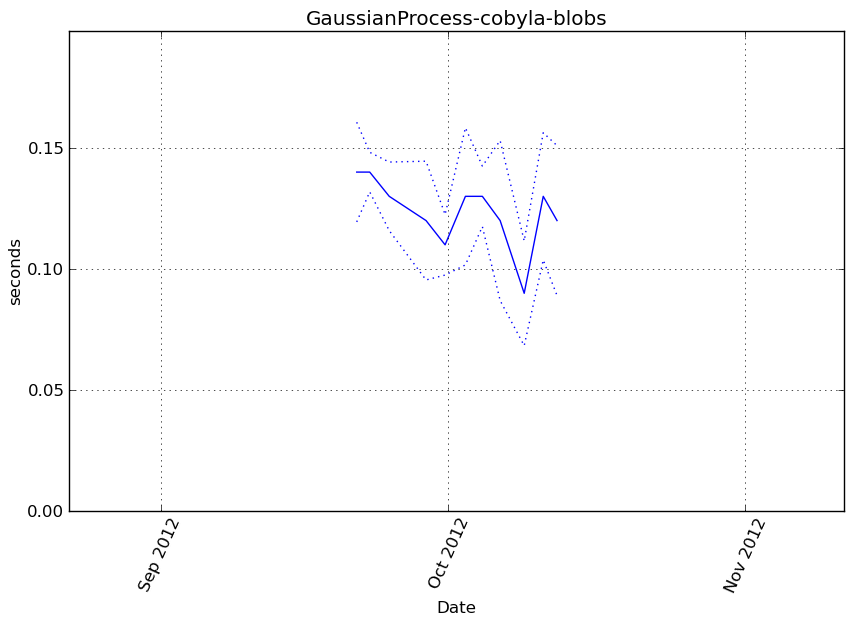 GaussianProcess-cobyla-blobs
seconds
0.15
0.10
0.05
0.00
Sep 2012
Oct 2012
Nov 2012
Date